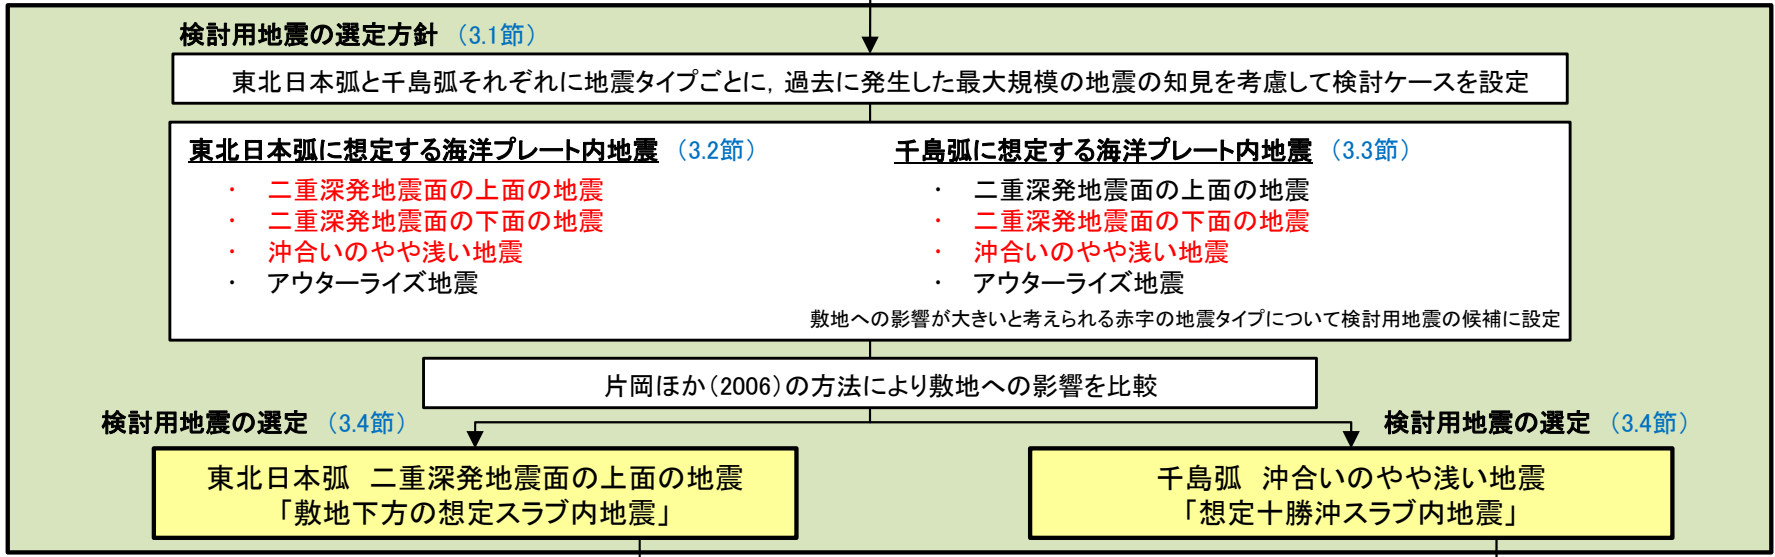 検討用地震の選定方針 （3.1節）
東北日本弧と千島弧それぞれに地震タイプごとに，過去に発生した最大規模の地震の知見を考慮して検討ケースを設定
東北日本弧に想定する海洋プレート内地震 （3.2節）
・ 二重深発地震面の上面の地震
・ 二重深発地震面の下面の地震
・ 沖合いのやや浅い地震
・ アウターライズ地震
千島弧に想定する海洋プレート内地震 （3.3節）
・ 二重深発地震面の上面の地震
・ 二重深発地震面の下面の地震
・ 沖合いのやや浅い地震
・ アウターライズ地震
敷地への影響が大きいと考えられる赤字の地震タイプについて検討用地震の候補に設定
片岡ほか（2006）の方法により敷地への影響を比較
検討用地震の選定 （3.4節）
東北日本弧 二重深発地震面の上面の地震
「敷地下方の想定スラブ内地震」
検討用地震の選定 （3.4節）
千島弧 沖合いのやや浅い地震
「想定十勝沖スラブ内地震」